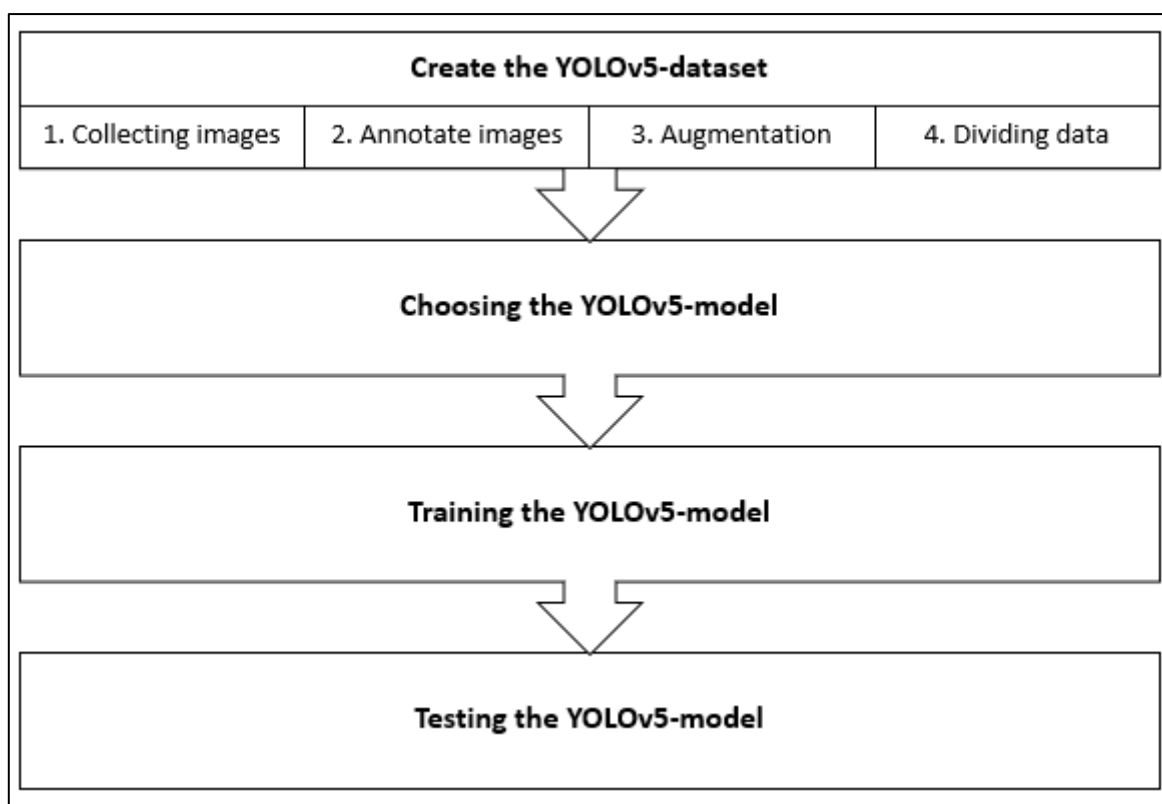 Create the YOLOv5-dataset
1. Collecting images
2. Annotate images
3. Augmentation
4. Dividing data
Choosing the YOLOv5-model
Training the YOLOv5-model
Testing the YOLOv5-model